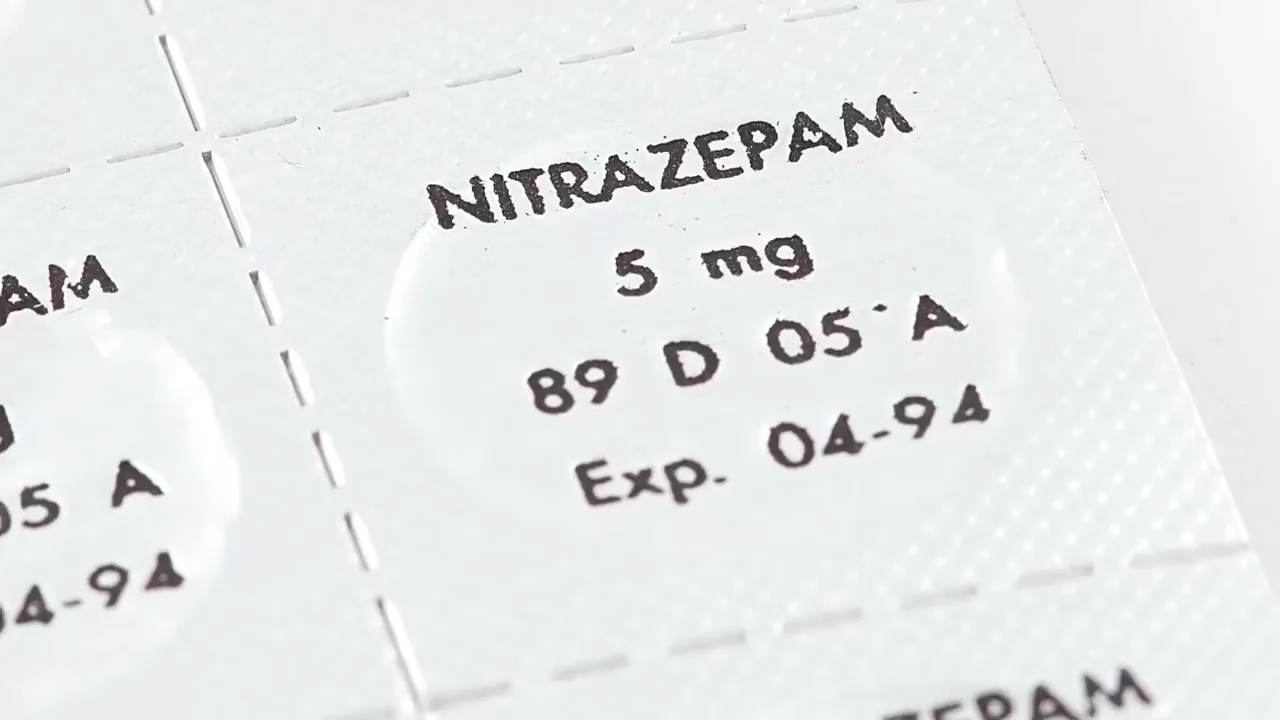 NITRAZEPAM
5 mg
89 D 05 A
Exp. 04-94
AM
05 A
04-94
ZEPAM